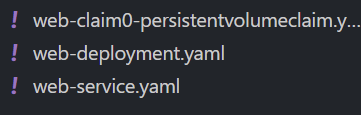 ! web-claim0-persistentvolumeclaim.y...
! web-deployment.yaml
! web-service.yaml